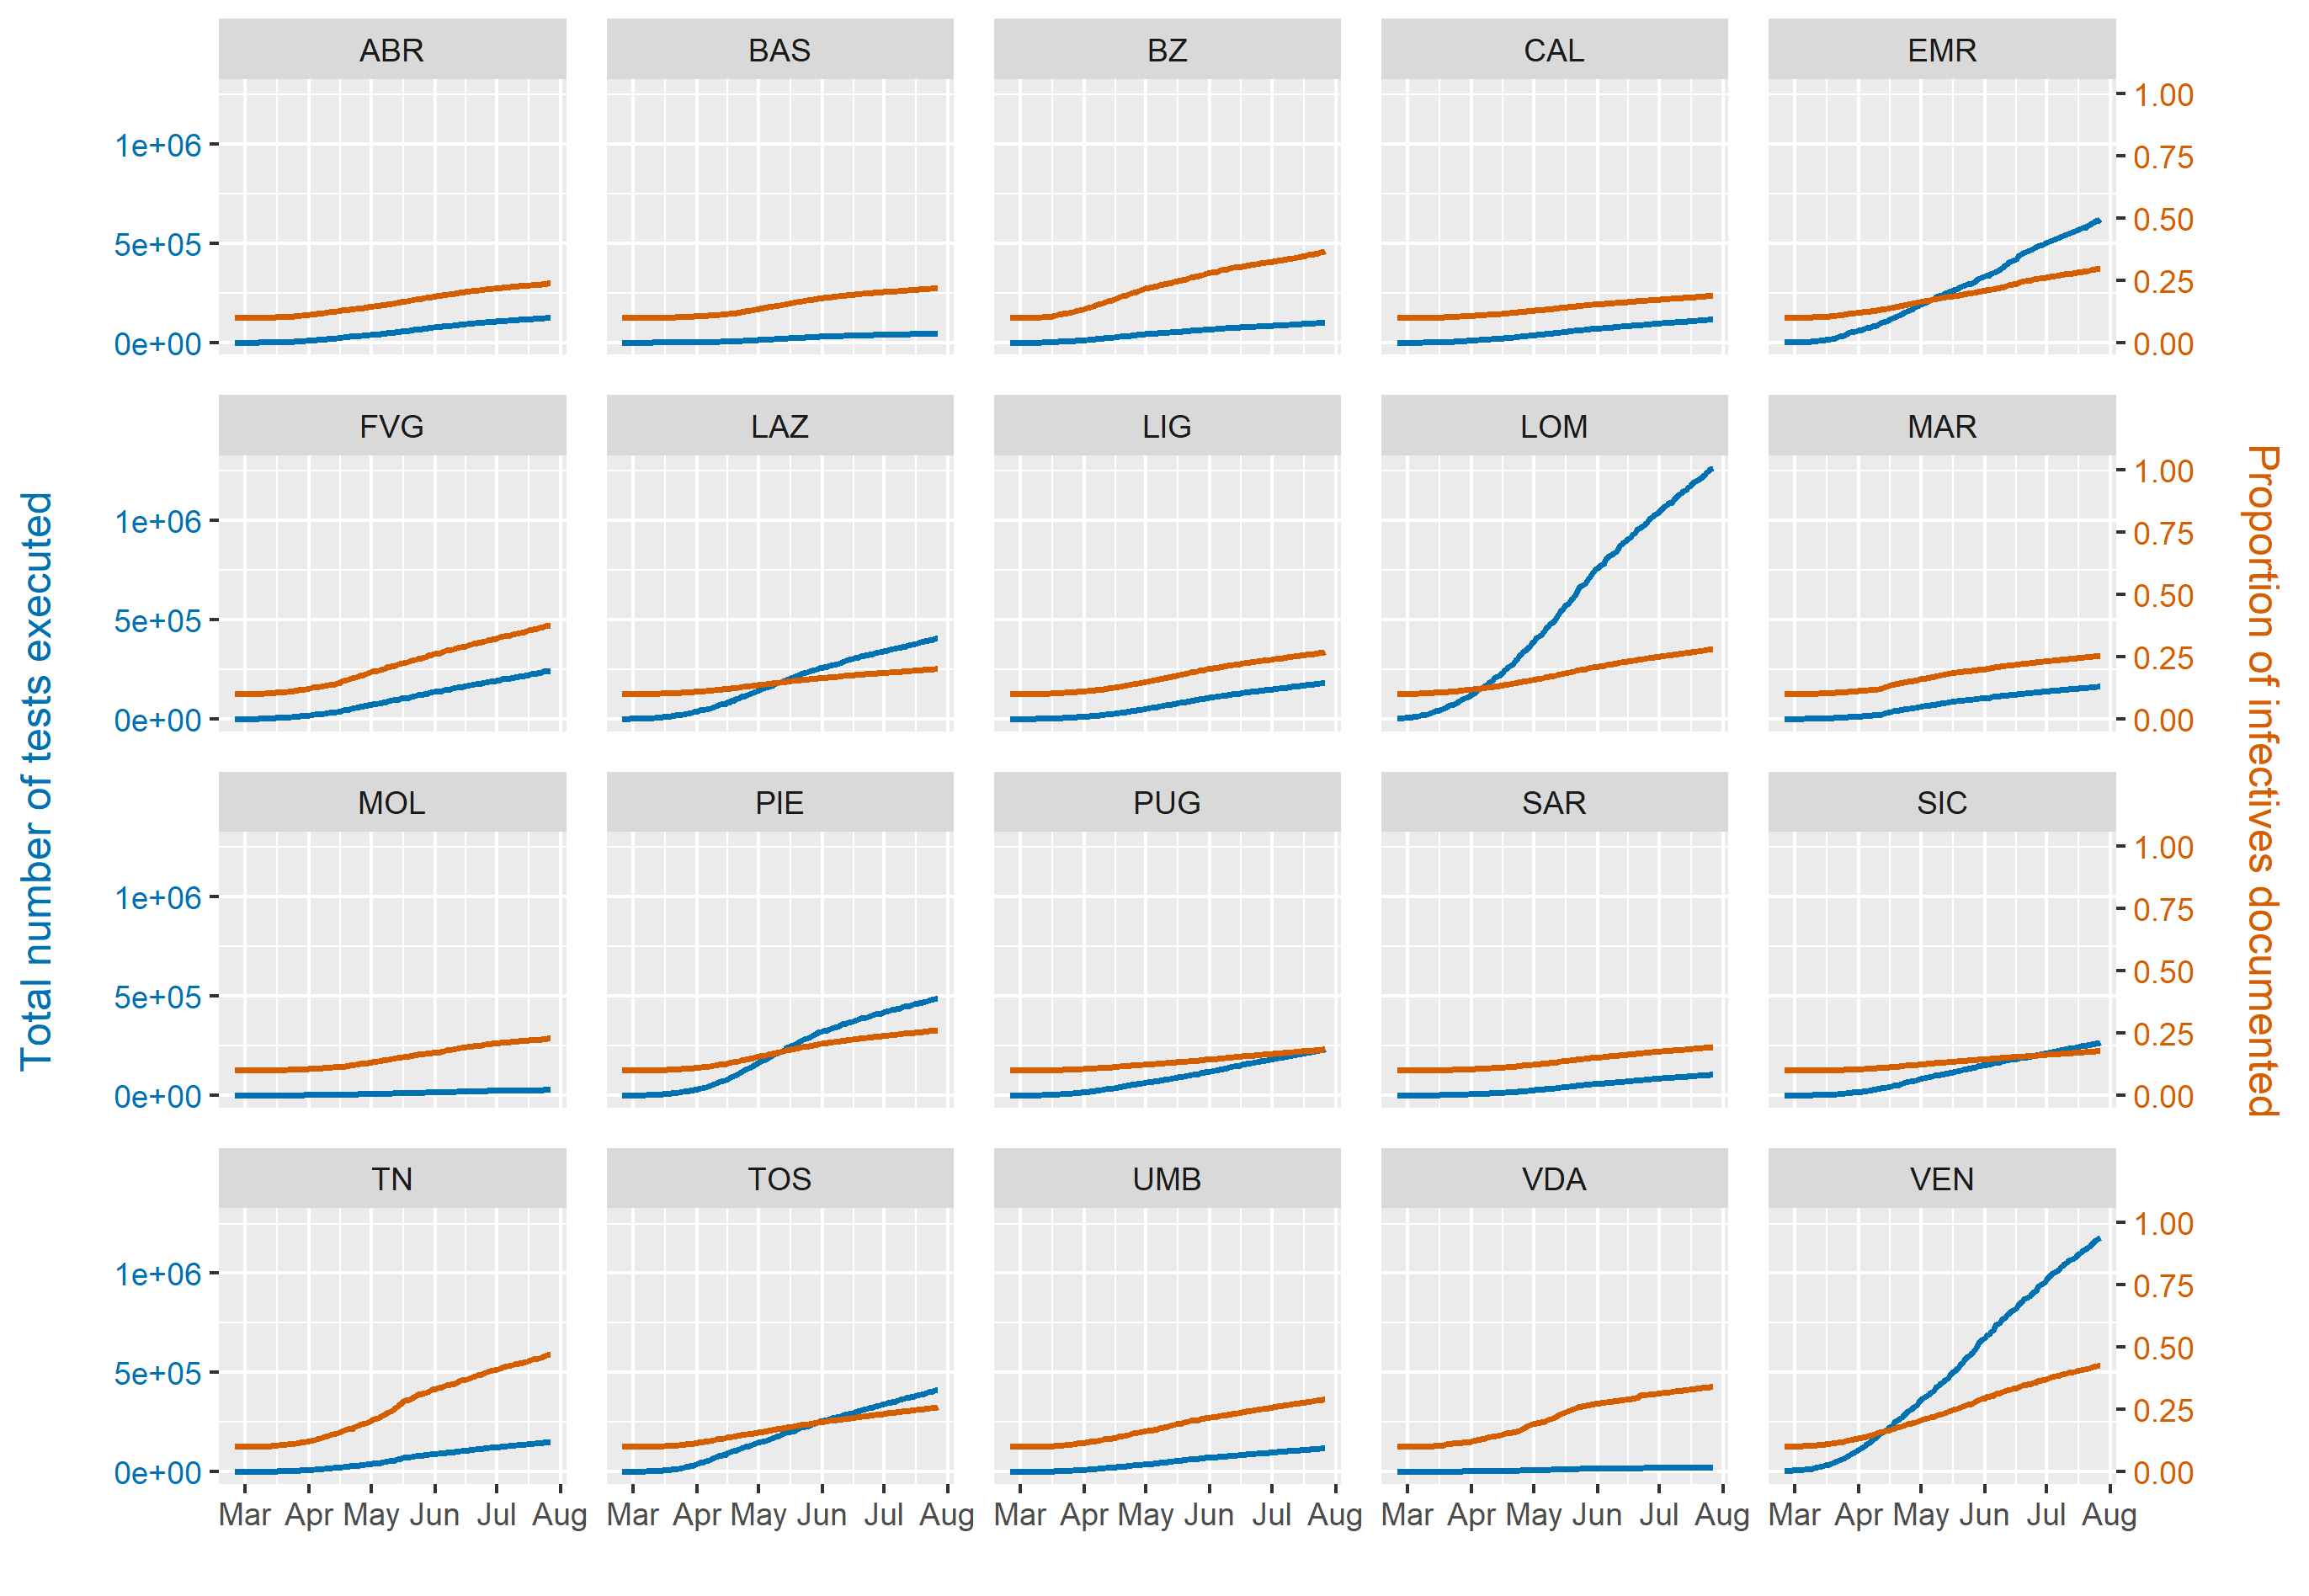 ABR BAS BZ CAL EMR
1.00
1e+06
0.75
0.50
5e+05
0.25
0e+00 0.00
FVG LAZ LIG LOM MAR
1.00
1e+06
0.75
0.50
5e+05
0.25
0e+00 0.00
MOL PIE PUG SAR SIC
1.00
1e+06
0.75
0.50
5e+05
0.25
0e+00 0.00
TN TOS UMB VDA VEN
1.00
1e+06
0.75
0.50
5e+05
0.25
0e+00 0.00
Mar Apr May Jun Jul Aug Mar Apr May Jun Jul Aug Mar Apr May Jun Jul Aug Mar Apr May Jun Jul Aug Mar Apr May Jun Jul Aug
Total number of tests executed
Proportion of infectives documented